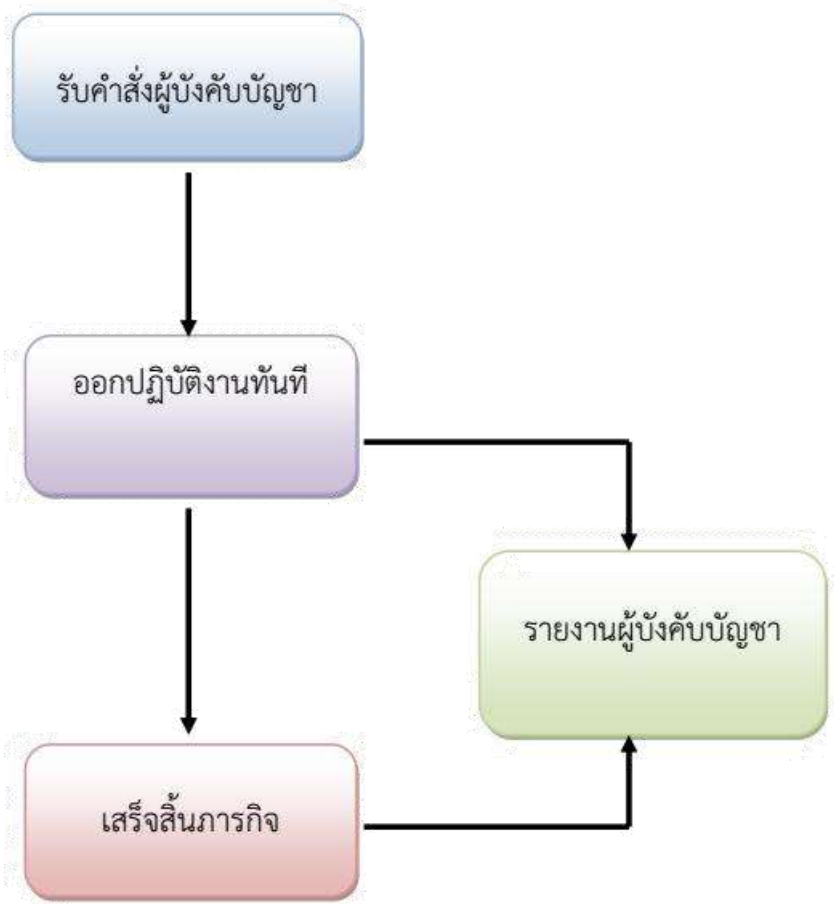 รับคำสั่งผู้บังคับบัญชา
ออกปฏิบัติงานทันที
รายงานผู้บังคับบัญชา
เสร็จสิ้นภารกิจ